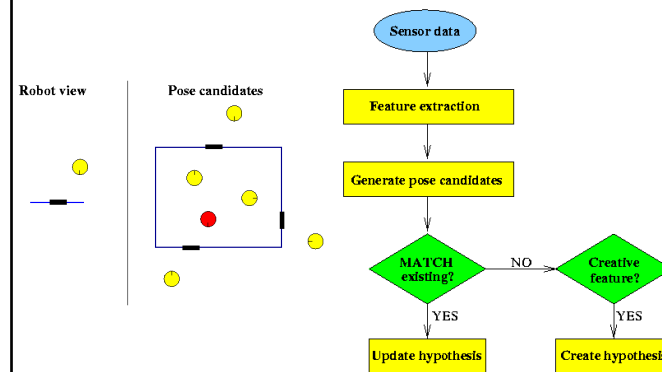 Robot view
Pose candidates
Sensor data
Feature extraction
Generate pose candidates
MATCH
existing?
NO
Creative
feature?
YES
YES
Update hypothesis
Create hypothesis